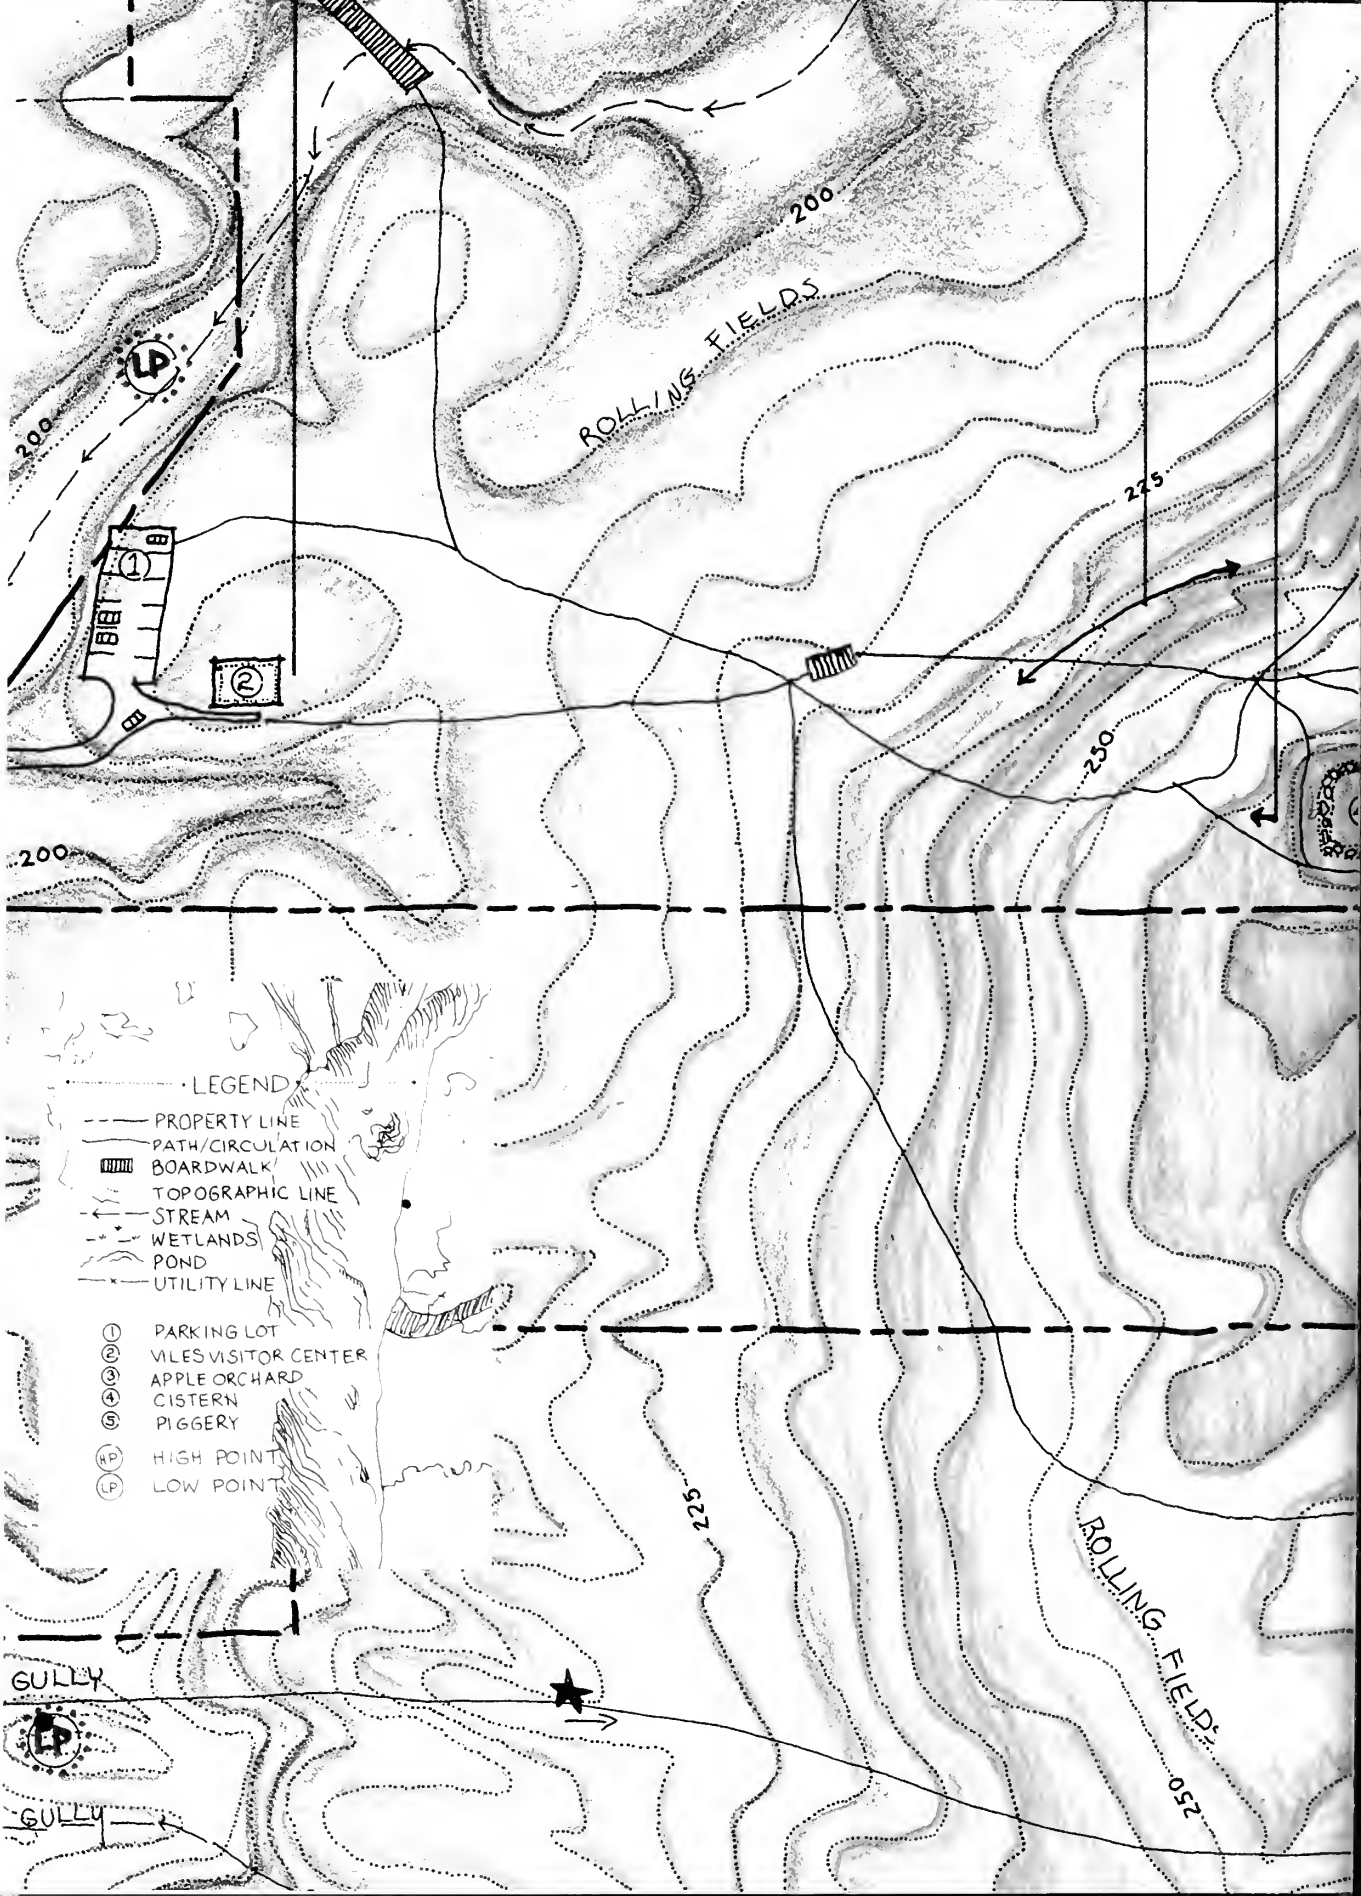 200
ROLLING FIELDS
LP
200
225
1
2
250
200
LEGEND
PROPERTY LINE
PATH/CIRCULATION
BOARDWALK
TOPOGRAPHIC LINE
STREAM
WETLANDS
POND
UTILITY LINE
1 PARKING LOT
2 VILES VISITOR CENTER
3 APPLE ORCHARD
4 CISTERN
5 PIGGERY
HP HIGH POINT
LP LOW POINT
225
ROLLING FIELDS
GULLY
LP
250
GULLY